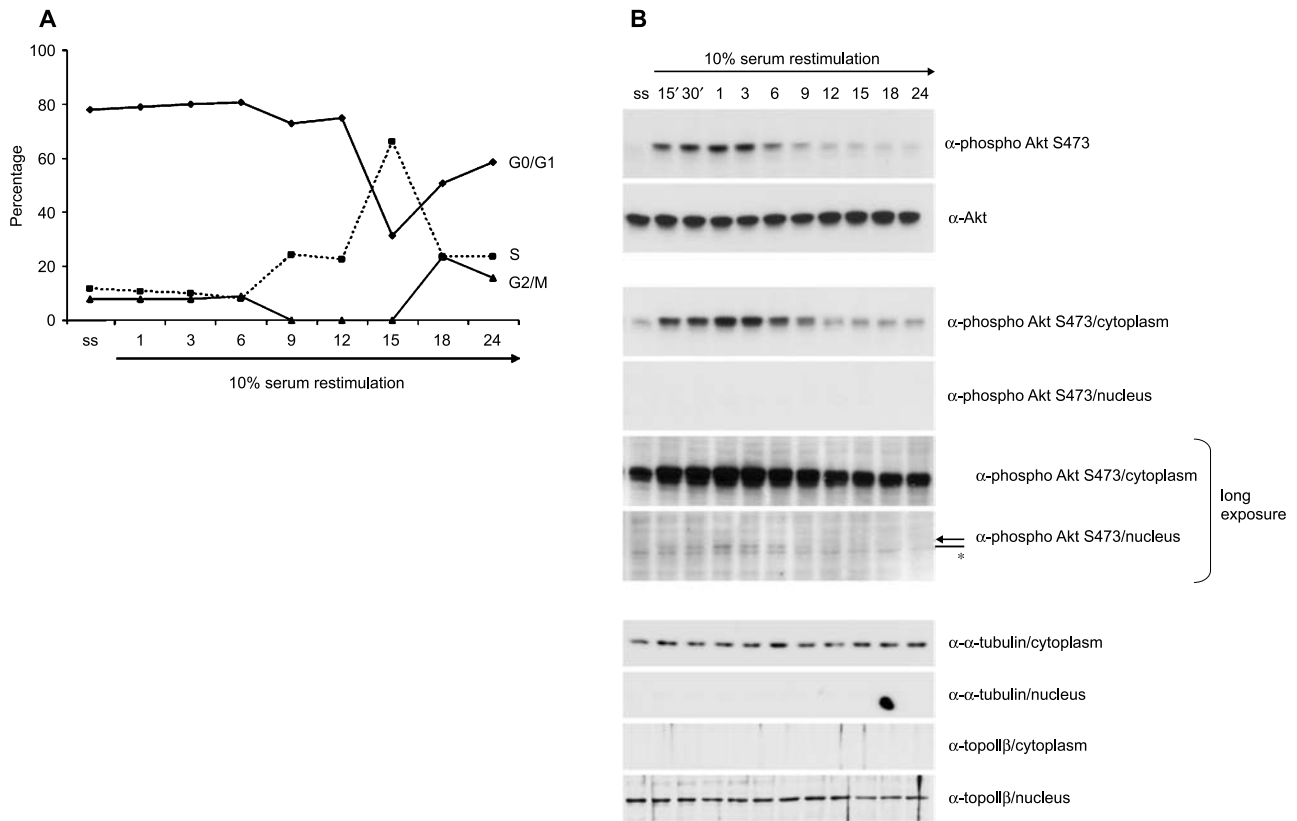 A
100
80
60
40
20
0
Percentage
G0/G1
S
G2/M
ss 1 3 6 9 12 15 18 24
10% serum restimulation
B
10% serum restimulation
ss 15′ 30′ 1 3 6 9 12 15 18 24
α-phospho Akt S473
α-Akt
α-phospho Akt S473/cytoplasm
α-phospho Akt S473/nucleus
α-phospho Akt S473/cytoplasm
α-phospho Akt S473/nucleus
*
long
exposure
α-α-tubulin/cytoplasm
α-α-tubulin/nucleus
α-topoIIβ/cytoplasm
α-topoIIβ/nucleus